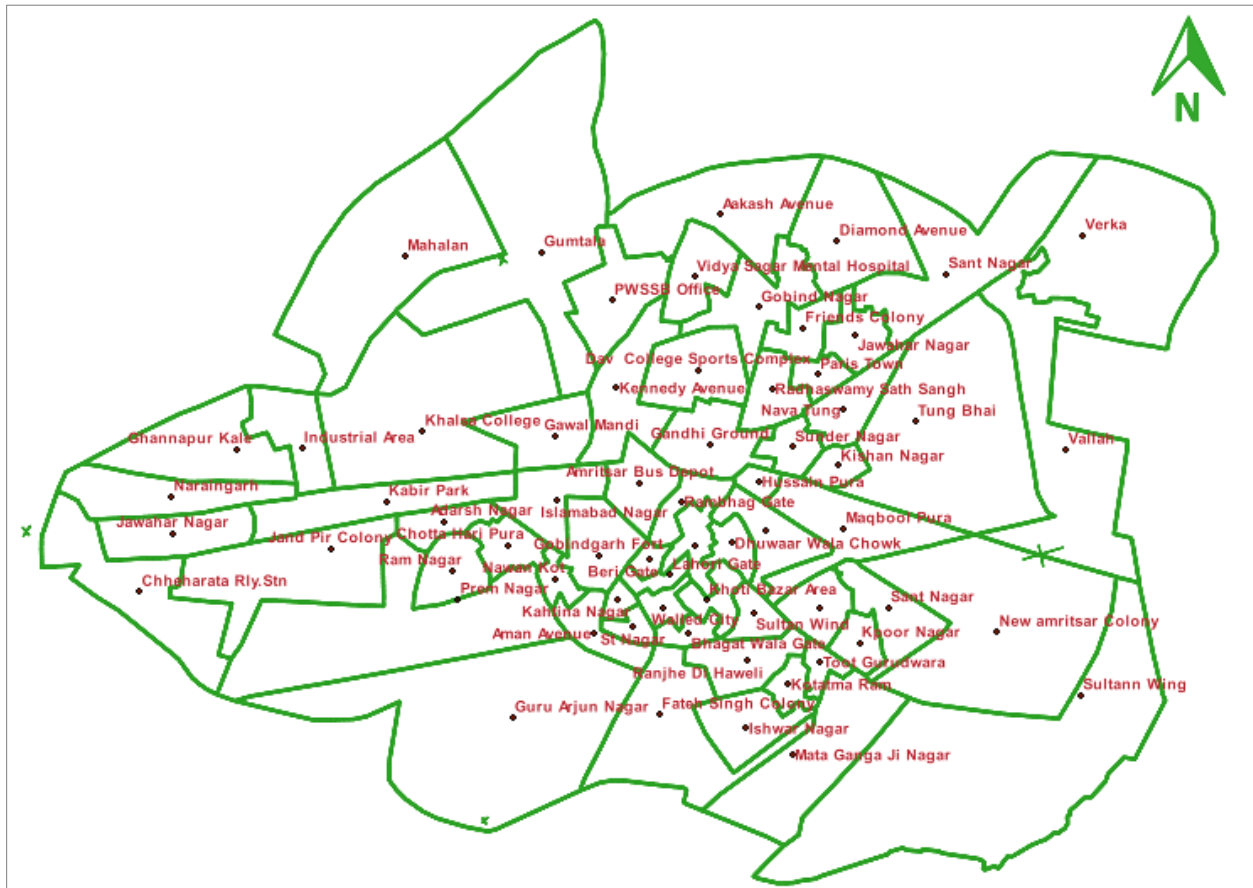 N
Aakash Avenue
Diamond Avenue
Verka
Mahalan
Gumtala
Vidya Sagar Mental Hospital
Sant Nagar
PWSSB Office
Gobind Nagar
Friends Colony
Jawahar Nagar
Dav College Sports Complex
Paris Town
Kennedy Avenue
Radhaswamy Sath Sangh
Nava Tung
Tung Bhai
Khalsa College
Gawal Mandi
Ghannapur Kale
Industrial Area
Gandhi Ground
Sunder Nagar
Vallah
Kishan Nagar
Amritsar Bus Depot
Hussain Pura
Naraingarh
Kabir Park
Rambhag Gate
Adarsh Nagar
Islamabad Nagar
Jawahar Nagar
Maqbool Pura
Jand Pir Colony
Chotta Hari Pura
Gobindgarh Fort
Dhuwaar Wala Chowk
Ram Nagar
Nawan Kot
Beri Gate
Lahori Gate
Chheharata Rly.Stn
Prem Nagar
Khoti Bazar Area
Sant Nagar
Kahtina Nagar
Walled City
Sultan Wind
New amritsar Colony
Aman Avenue
St Nagar
Bhagat Wala Gate
Kpoor Nagar
Ranjhe DI Haweli
Toot Gurudwara
Kotatma Ram
Sultann Wing
Guru Arjun Nagar
Fateh Singh Colony
Ishwar Nagar
Mata Ganga Ji Nagar